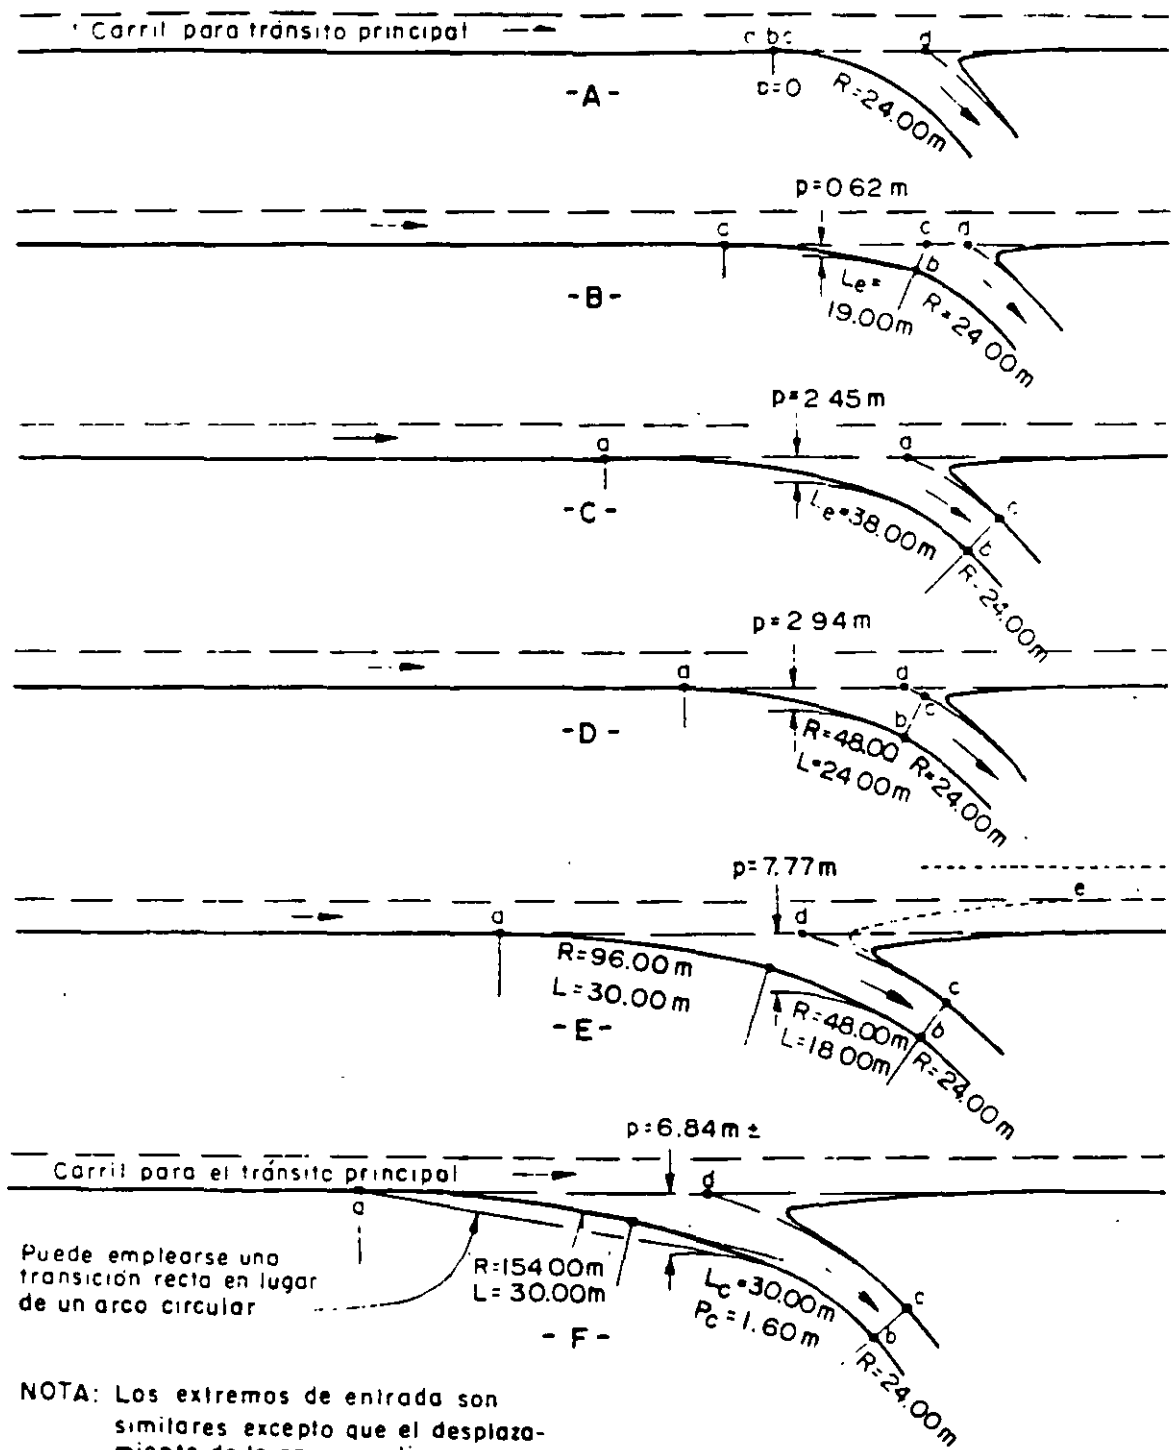 Carril para tránsito principal
a b c
d
p=0
R=24.00m
-A-
p=0 62 m
c
c
d
b
Le=
19.00m
R=24 00m
-B-
p=2 45 m
a
a
c
Le=38.00m
b
R-24.00m
-C-
p=2 94 m
a
a
c
b
R=48.00
L=24 00m
R=24.00m
-D-
p=7.77m
e
a
d
R=96.00m
L=30.00m
c
R=48.00m
L=18 00m
b
R=24.00m
-E-
p=6.84m ±
Carril para el tránsito principal
a
d
Puede emplearse una
transición recta en lugar
de un arco circular
R=154 00m
L=30.00m
Lc=30.00m
Pc=1.60m
c
b
R=24.00m
-F-
NOTA: Los extremos de entrada son
similares excepto que el desplaza-